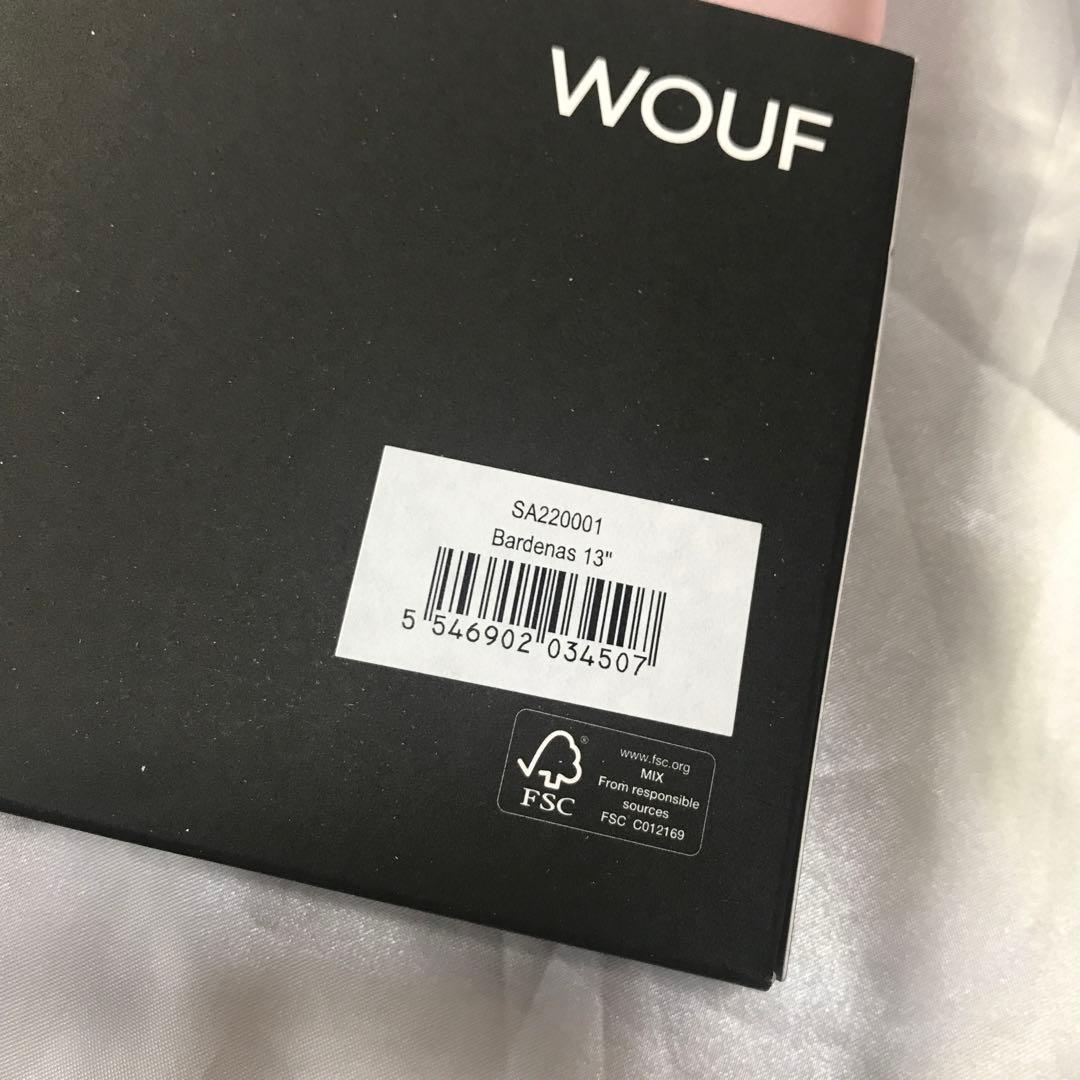 WOUF
SA220001
Bardenas 13"
5 546902 034507
www.fsc.org
MIX
From responsible
sources
FSC C012169
FSC
®